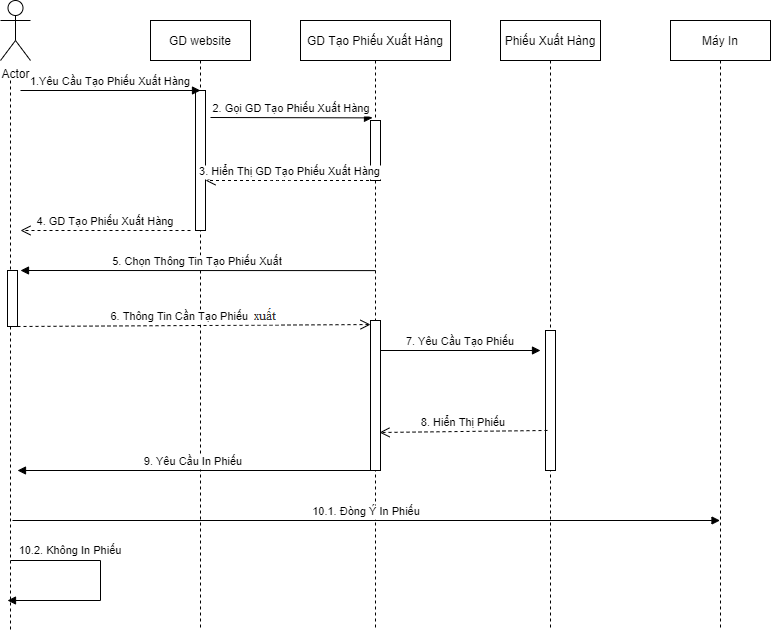 GD website
GD Tạo Phiếu Xuất Hàng
Phiếu Xuất Hàng
Máy In
Actor
1.Yêu Cầu Tạo Phiếu Xuất Hàng
2. Gọi GD Tạo Phiếu Xuất Hàng
3. Hiển Thị GD Tạo Phiếu Xuất Hàng
4. GD Tạo Phiếu Xuất Hàng
5. Chọn Thông Tin Tạo Phiếu Xuất
6. Thông Tin Cần Tạo Phiếu xuất
7. Yêu Cầu Tạo Phiếu
8. Hiển Thị Phiếu
9. Yêu Cầu In Phiếu
10.1. Đòng Ý In Phiếu
10.2. Không In Phiếu